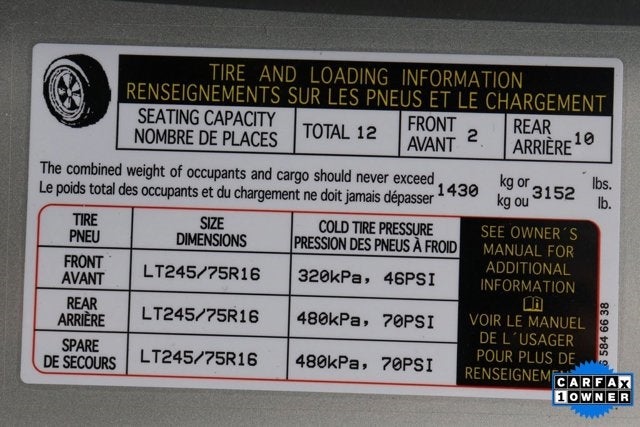 TIRE AND LOADING INFORMATION
RENSEIGNEMENTS SUR LES PNEUS ET LE CHARGEMENT
SEATING CAPACITY
NOMBRE DE PLACES
TOTAL 12
FRONT
AVANT 2
REAR
ARRIÈRE 10
The combined weight of occupants and cargo should never exceed
Le poids total des occupants et du chargement ne doit jamais dépasser
1430
kg or
kg ou
3152
lbs.
lb.
TIRE
PNEU
SIZE
DIMENSIONS
COLD TIRE PRESSURE
PRESSION DES PNEUS À FROID
FRONT
AVANT
LT245/75R16
320kPa, 46PSI
REAR
ARRIÈRE
LT245/75R16
480kPa, 70PSI
SPARE
DE SECOURS
LT245/75R16
480kPa, 70PSI
SEE OWNER´S
MANUAL FOR
ADDITIONAL
INFORMATION
VOIR LE MANUEL
DE L´USAGER
POUR PLUS DE
584 66 38
CARFAX
1 OWNER